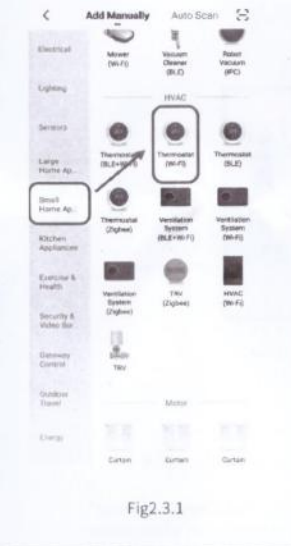 < Add Manually Auto Scan
Electrical
Mower
(Wi-Fi)
Vacuum
Cleaner
(BLE)
Robot
Vacuum
(IPC)
Lighting
HVAC
Sensors
Large
Home Ap...
Thermostat
(BLE+Wi-Fi)
Thermostat
(Wi-Fi)
Thermostat
(BLE)
Small
Home Ap...
Kitchen
Appliances
Thermostat
(Zigbee)
Ventilation
System
(BLE+Wi-Fi)
Ventilation
System
(Wi-Fi)
Exercise &
Health
Security &
Video Sur
Ventilation
System
(Zigbee)
TRV
(Zigbee)
HVAC
(Wi-Fi)
Gateway
Control
TRV
Outdoor
Travel
Motor
Energy
Curtain
Curtain
Curtain
Fig2.3.1